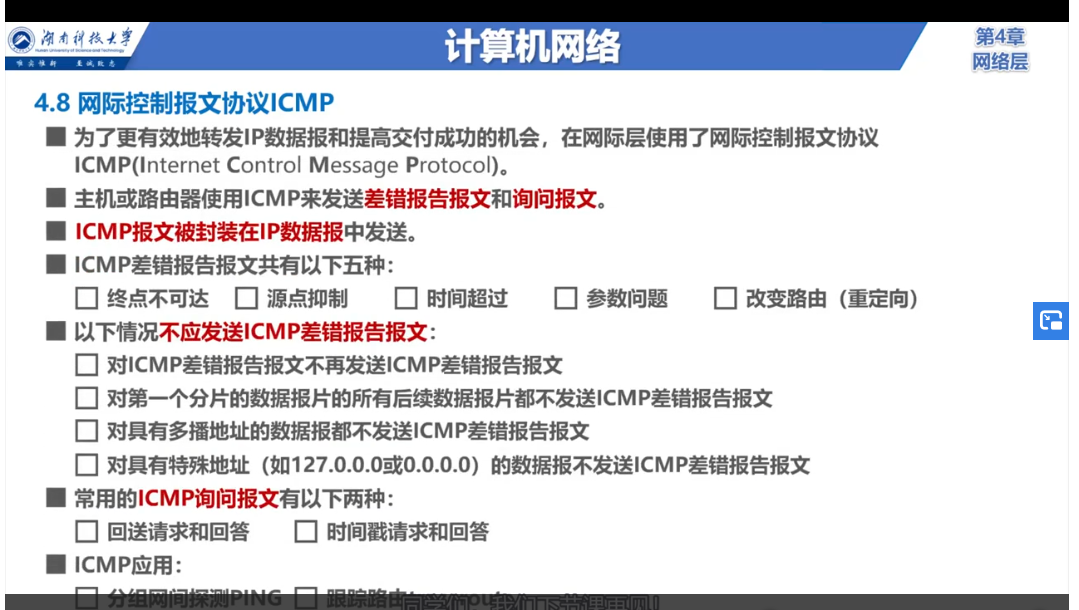 湖南科技大学
Hunan University of Science and Technology
唯实惟新 至诚致志
计算机网络
第4章
网络层
4.8 网际控制报文协议ICMP
为了更有效地转发IP数据报和提高交付成功的机会，在网际层使用了网际控制报文协议
ICMP(Internet Control Message Protocol)。
主机或路由器使用ICMP来发送差错报告报文和询问报文。
ICMP报文被封装在IP数据报中发送。
ICMP差错报告报文共有以下五种：
终点不可达 源点抑制 时间超过 参数问题 改变路由（重定向）
以下情况不应发送ICMP差错报告报文：
对ICMP差错报告报文不再发送ICMP差错报告报文
对第一个分片的数据报片的所有后续数据报片都不发送ICMP差错报告报文
对具有多播地址的数据报都不发送ICMP差错报告报文
对具有特殊地址（如127.0.0.0或0.0.0.0）的数据报不发送ICMP差错报告报文
常用的ICMP询问报文有以下两种：
回送请求和回答 时间戳请求和回答
ICMP应用：
分组网间探测PING 跟踪路由
同学们，我们下节课再见！